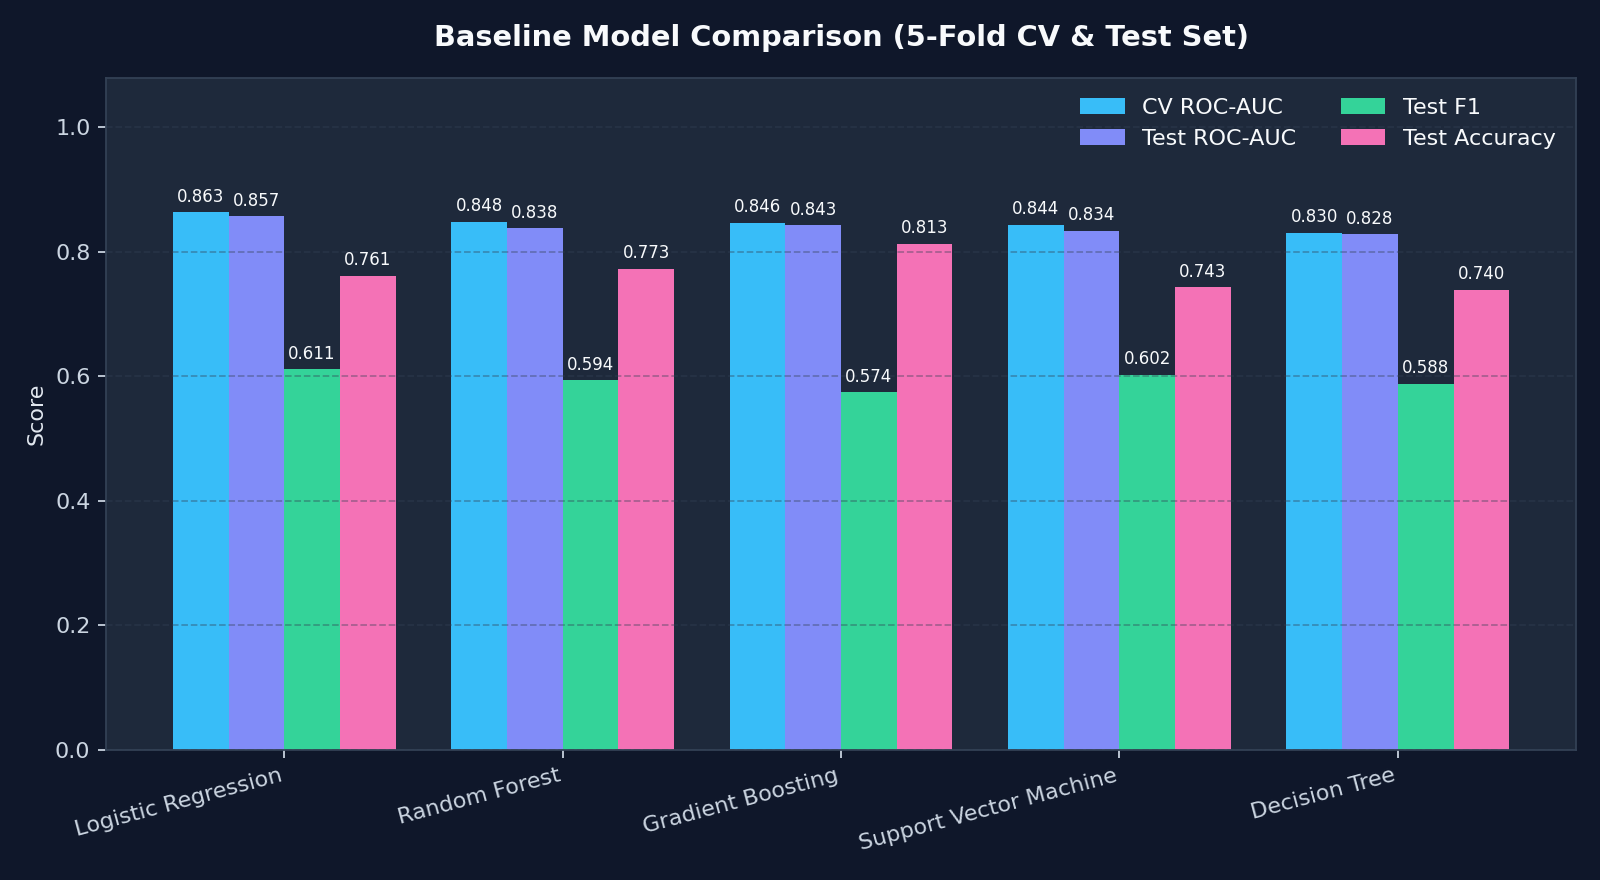 Baseline Model Comparison (5-Fold CV & Test Set)
CV ROC-AUC
Test ROC-AUC
Test F1
Test Accuracy
Score
1.0
0.8
0.6
0.4
0.2
0.0
0.863 0.857 0.611 0.761
0.848 0.838 0.594 0.773
0.846 0.843 0.574 0.813
0.844 0.834 0.602 0.743
0.830 0.828 0.588 0.740
Logistic Regression
Random Forest
Gradient Boosting
Support Vector Machine
Decision Tree